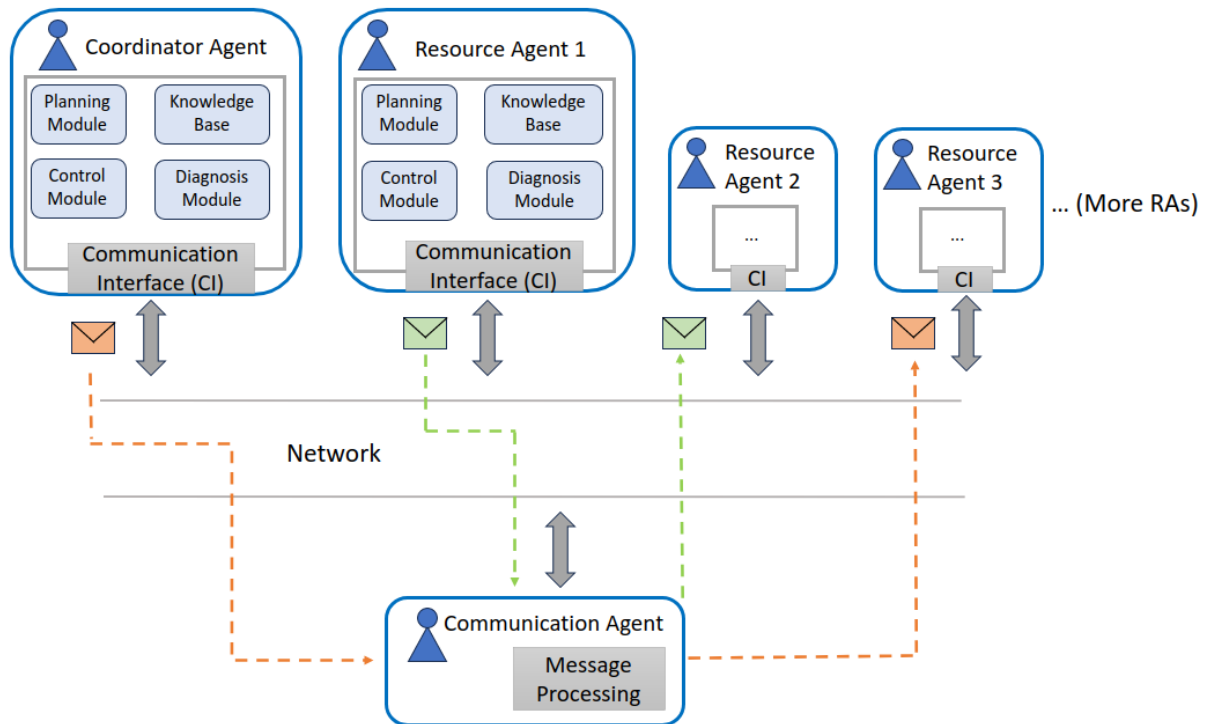 Coordinator Agent
Planning
Module
Knowledge
Base
Control
Module
Diagnosis
Module
Communication
Interface (CI)
Resource Agent 1
Planning
Module
Knowledge
Base
Control
Module
Diagnosis
Module
Communication
Interface (CI)
Resource
Agent 2
...
CI
Resource
Agent 3
...
CI
... (More RAs)
Network
Communication Agent
Message
Processing